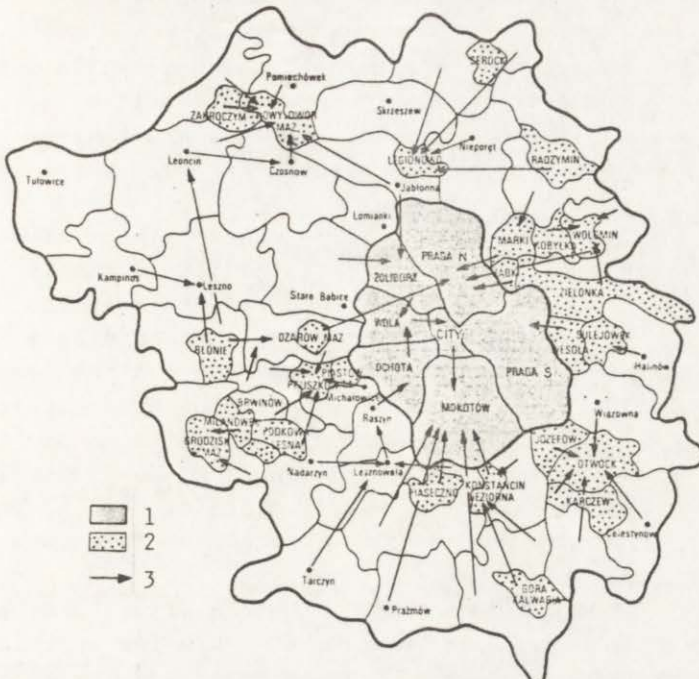 SEROCK
Pomiechówek
ZAKROCZYM
NOWY DWÓR
MAZ
Skrzeszew
Nieporęt
LEGIONOWO
RADZYMIN
Leoncin
Czosnow
Jabłonna
Tułowice
Łomianki
MARKI
KOBYŁKA
WOŁOMIN
PRAGA N
ZĄBKI
ŻOLIBORZ
Kampinos
Leszno
Stare Babice
ZIELONKA
WOLA
CITY
SULEJÓWEK
WESOŁA
BŁONIE
OŻARÓW MAZ
Halinów
OCHOTA
PRAGA S
PIASTÓW
PRUSZKÓW
Michałowice
BRWINÓW
MILANÓWEK
MOKOTÓW
Wiązowna
Raszyn
GRODZISK
MAZ
PODKOWA
LEŚNA
JÓZEFÓW
OTWOCK
Nadarzyn
Lesznowola
PIASECZNO
KONSTANCIN
JEZIORNA
KARCZEW
1
2
Celestynów
3
Tarczyn
GÓRA
KALWARIA
Prażmów